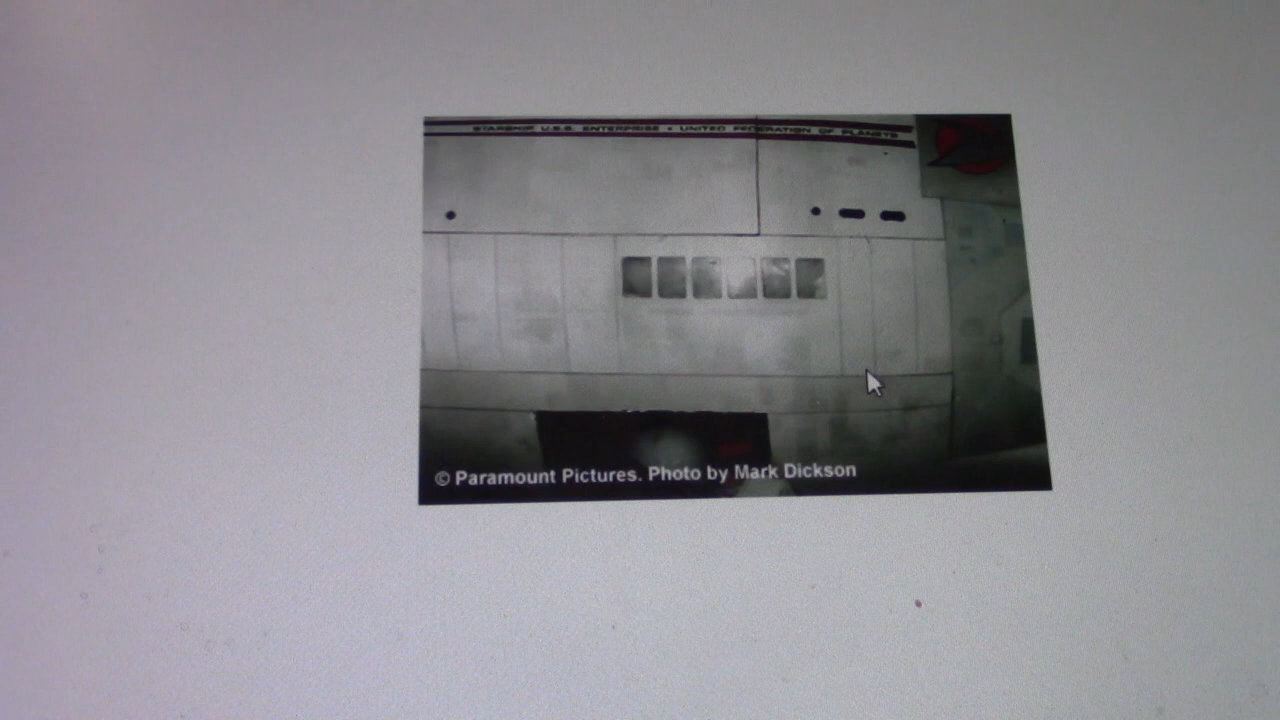 STARSHIP U.S.S. ENTERPRISE • UNITED FEDERATION OF PLANETS
© Paramount Pictures. Photo by Mark Dickson